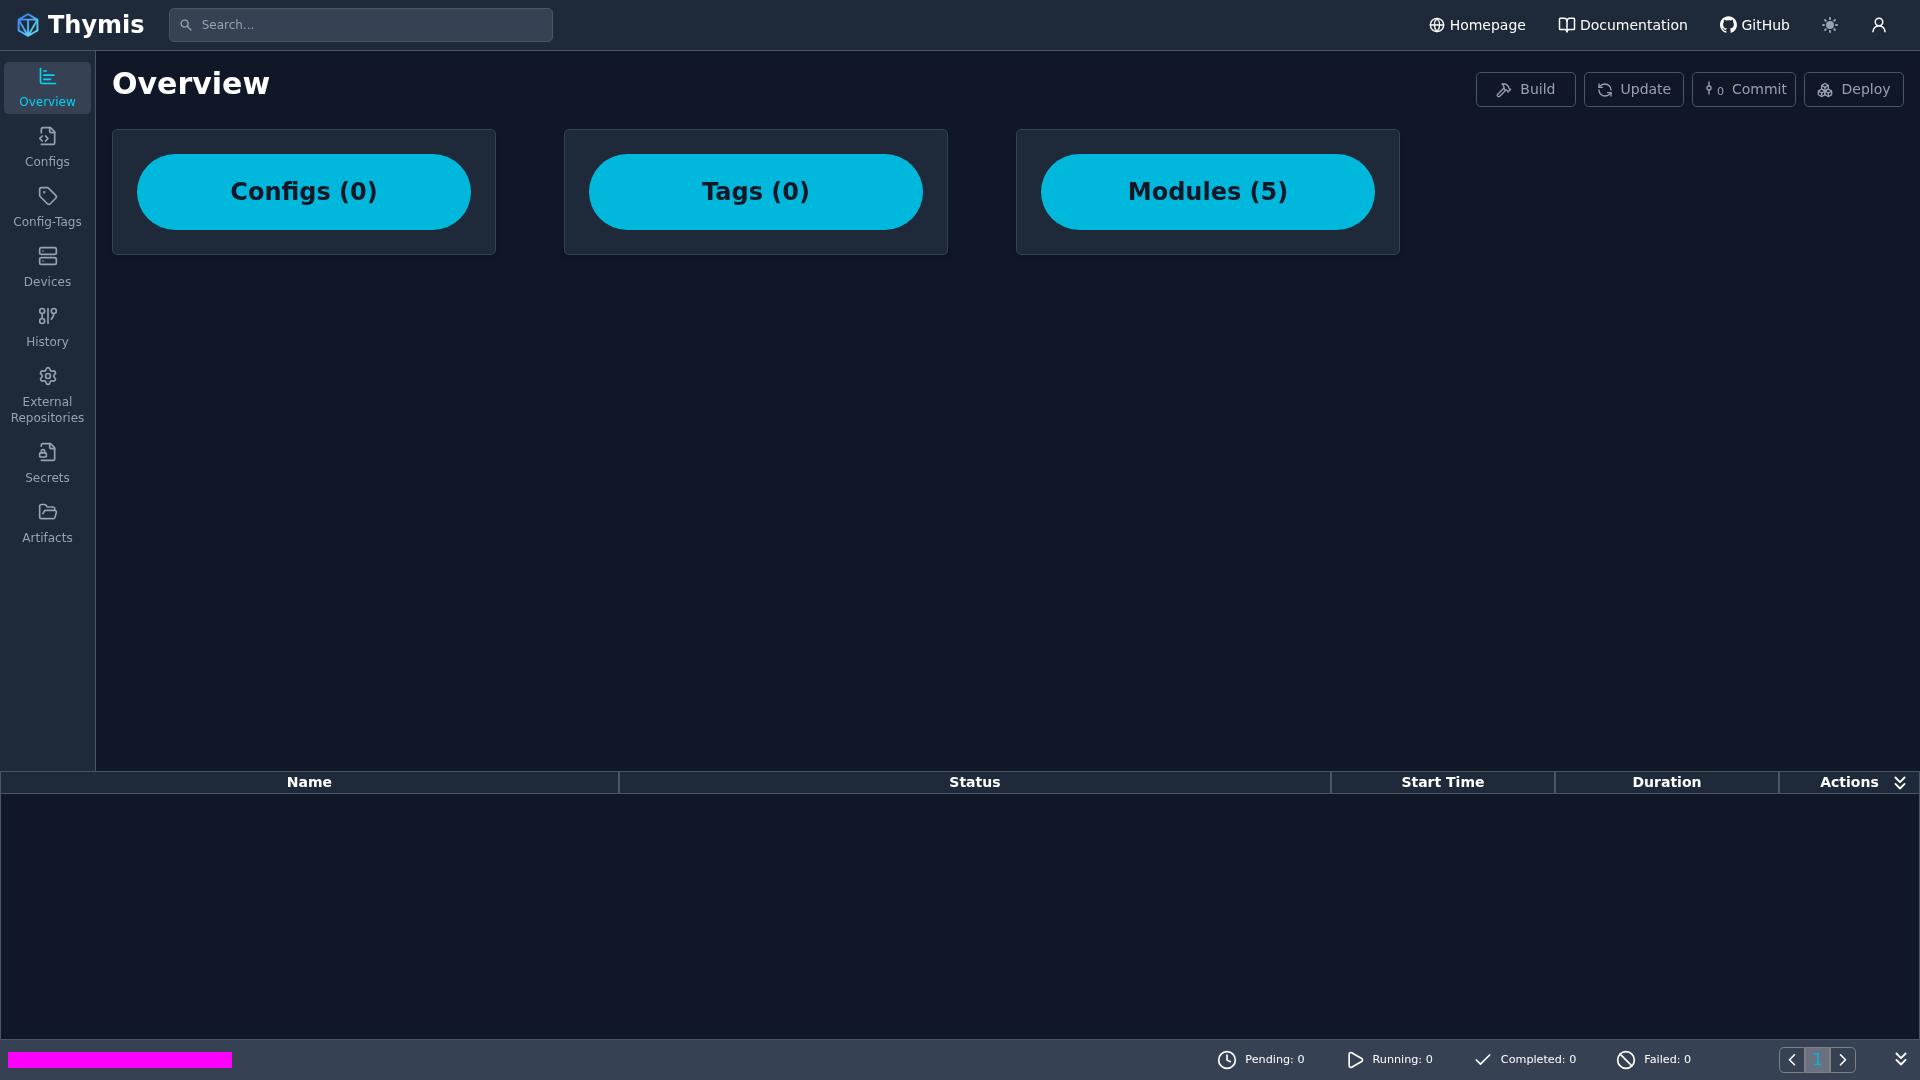 Thymis
Search...
Homepage
Documentation
GitHub
Overview
Configs
Config-Tags
Devices
History
External
Repositories
Secrets
Artifacts
Overview
Build
Update
0 Commit
Deploy
Configs (0)
Tags (0)
Modules (5)
Name
Status
Start Time
Duration
Actions
Pending: 0
Running: 0
Completed: 0
Failed: 0
1